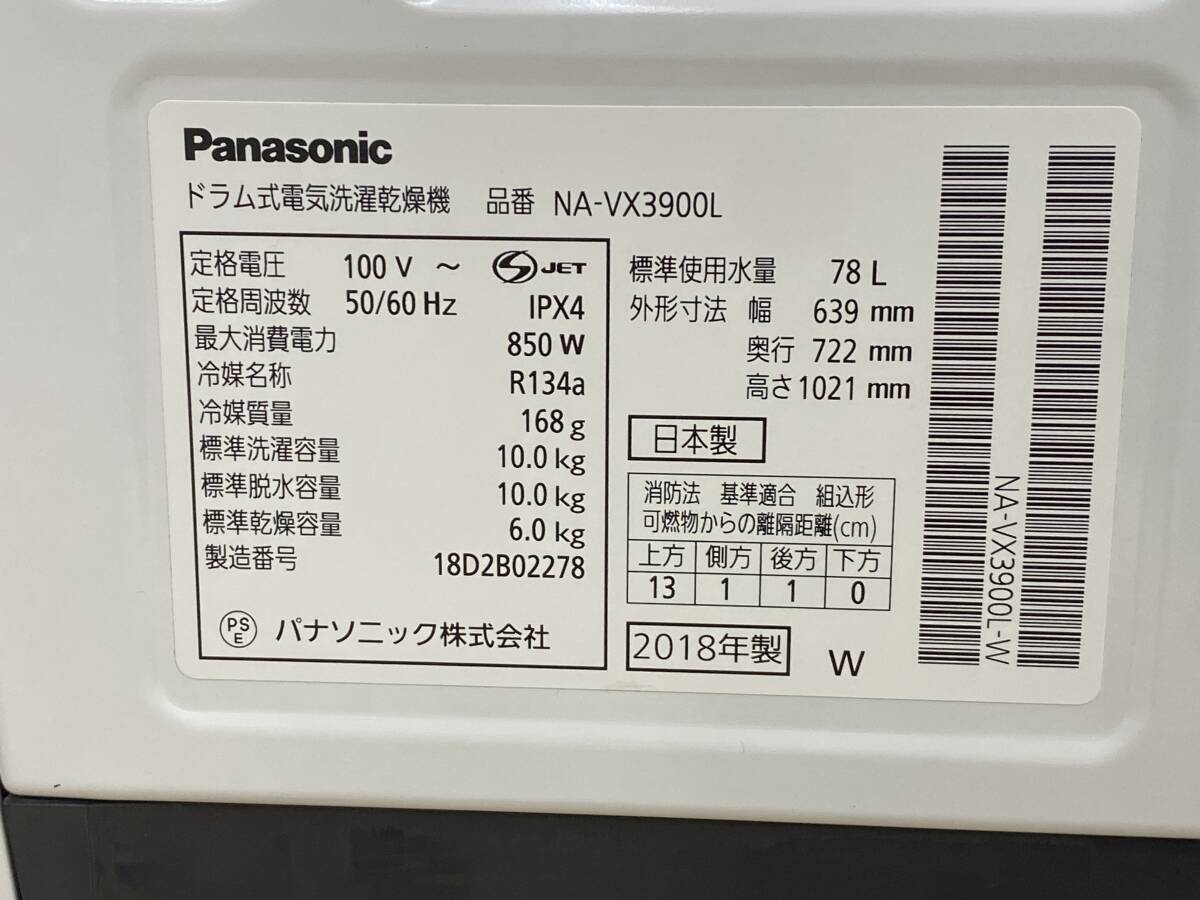 Panasonic
ドラム式電気洗濯乾燥機 品番 NA-VX3900L
定格電圧 100 V ～ S JET
定格周波数 50/60 Hz IPX4
最大消費電力 850 W
冷媒名称 R134a
冷媒質量 168 g
標準洗濯容量 10.0 kg
標準脱水容量 10.0 kg
標準乾燥容量 6.0 kg
製造番号 18D2B02278
PS
E
パナソニック株式会社
標準使用水量 78 L
外形寸法 幅 639 mm
奥行 722 mm
高さ 1021 mm
日本製
消防法 基準適合 組込形
可燃物からの離隔距離(cm)
上方 側方 後方 下方
13 1 1 0
2018年製 W
NA-VX3900L-W